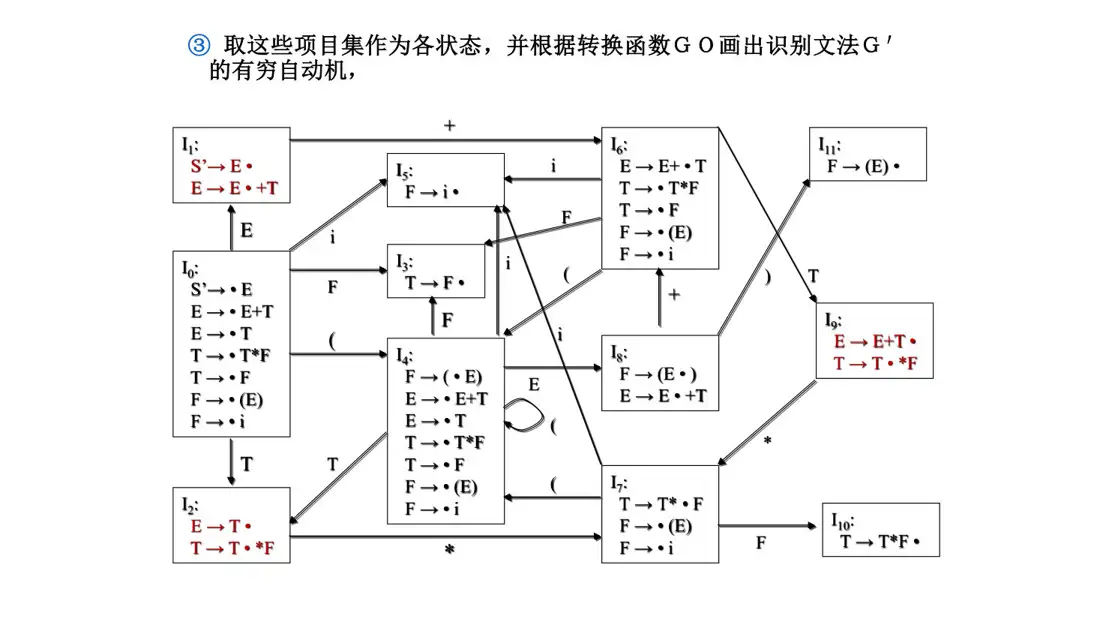 ③ 取这些项目集作为各状态，并根据转换函数ＧＯ画出识别文法Ｇ′
的有穷自动机，
I1:
S’→E•
E→E•+T
+
I5:
F→i•
i
I6:
E→E+•T
T→•T*F
T→•F
F→•(E)
F→•i
I11:
F→(E)•
E
i
F
I0:
S’→•E
E→•E+T
E→•T
T→•T*F
T→•F
F→•(E)
F→•i
F
I3:
T→F•
i
(
)
T
(
F
+
I4:
F→(•E)
E→•E+T
E→•T
T→•T*F
T→•F
F→•(E)
F→•i
i
E
(
I8:
F→(E•)
E→E•+T
I9:
E→E+T•
T→T•*F
*
T
T
I2:
E→T•
T→T•*F
*
(
I7:
T→T*•F
F→•(E)
F→•i
F
I10:
T→T*F•